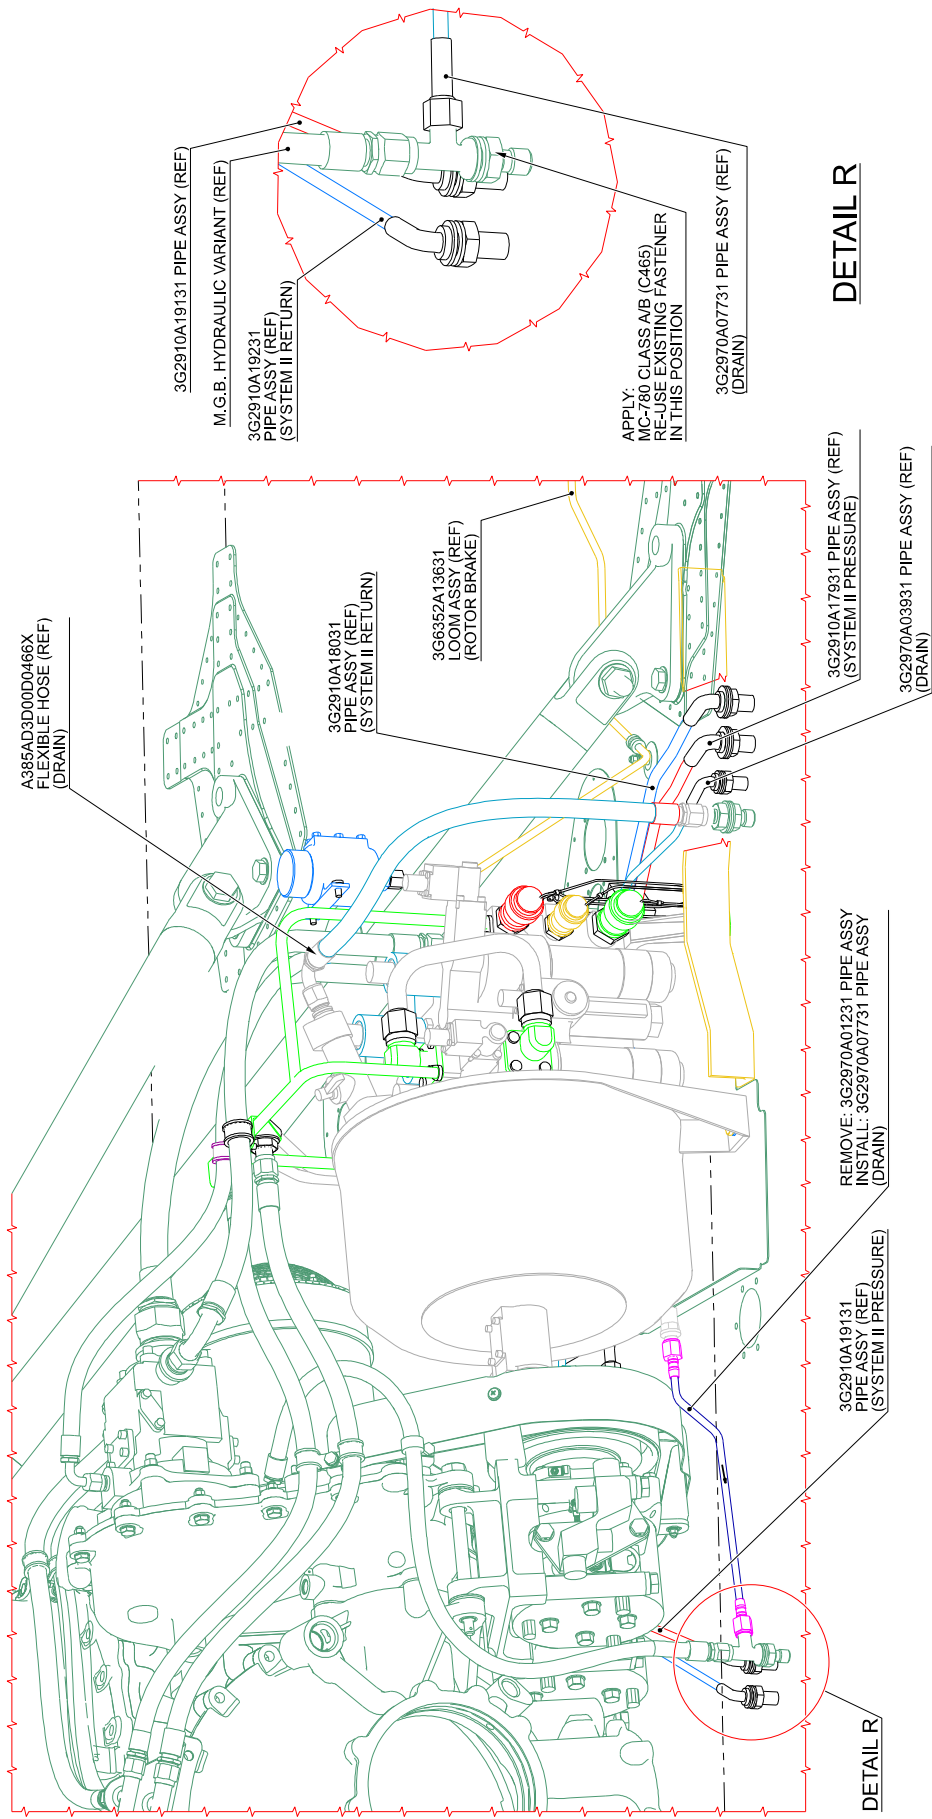 A385AD3D00D0466X
FLEXIBLE HOSE (REF)
(DRAIN)
3G2910A18031
PIPE ASSY (REF)
(SYSTEM II RETURN)
3G6352A13631
LOOM ASSY (REF)
(ROTOR BRAKE)
3G2910A17931 PIPE ASSY (REF)
(SYSTEM II PRESSURE)
3G2970A03931 PIPE ASSY (REF)
(DRAIN)
REMOVE: 3G2970A01231 PIPE ASSY
INSTALL: 3G2970A07731 PIPE ASSY
(DRAIN)
3G2910A19131
PIPE ASSY (REF)
(SYSTEM II PRESSURE)
DETAIL R
3G2910A19131 PIPE ASSY (REF)
M.G.B. HYDRAULIC VARIANT (REF)
3G2910A19231
PIPE ASSY (REF)
(SYSTEM II RETURN)
APPLY:
MC-780 CLASS A/B (C465)
RE-USE EXISTING FASTENER
IN THIS POSITION
3G2970A07731 PIPE ASSY (REF)
(DRAIN)
DETAIL R